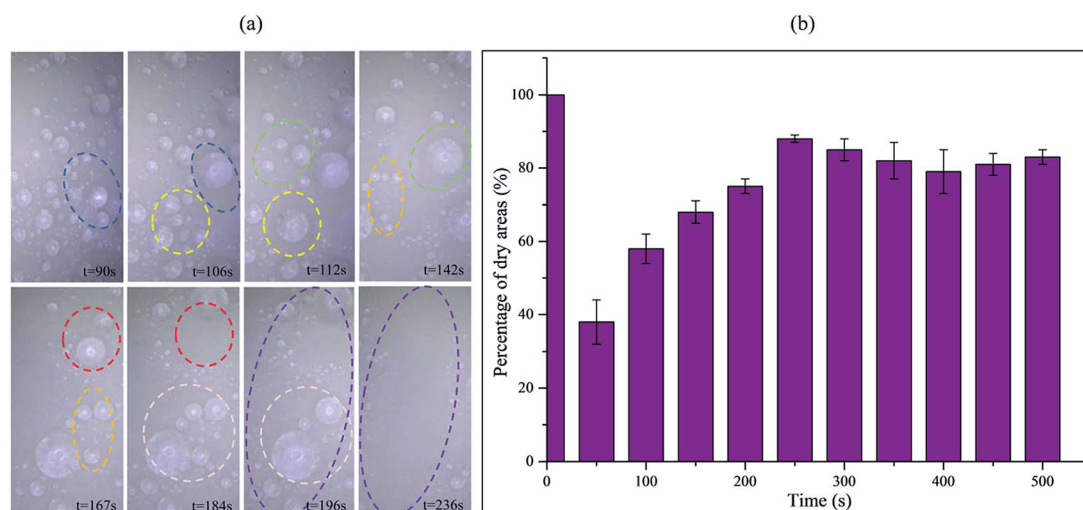 (a)
t=90s
t=106s
t=112s
t=142s
t=167s
t=184s
t=196s
t=236s
(b)
Percentage of dry areas (%)
100
80
60
40
20
0
0
100
200
300
400
500
Time (s)